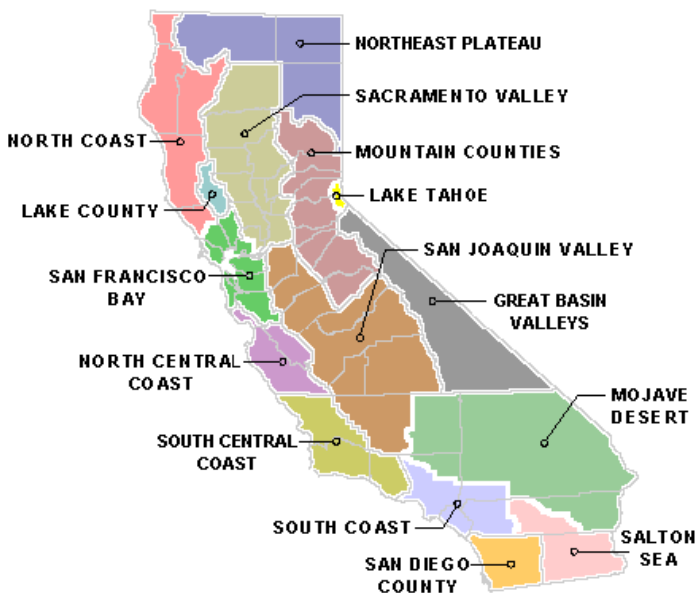 NORTHEAST PLATEAU
SACRAMENTO VALLEY
NORTH COAST
MOUNTAIN COUNTIES
LAKE TAHOE
LAKE COUNTY
SAN JOAQUIN VALLEY
SAN FRANCISCO
BAY
GREAT BASIN
VALLEYS
NORTH CENTRAL
COAST
MOJAVE
DESERT
SOUTH CENTRAL
COAST
SOUTH COAST
SALTON
SEA
SAN DIEGO
COUNTY